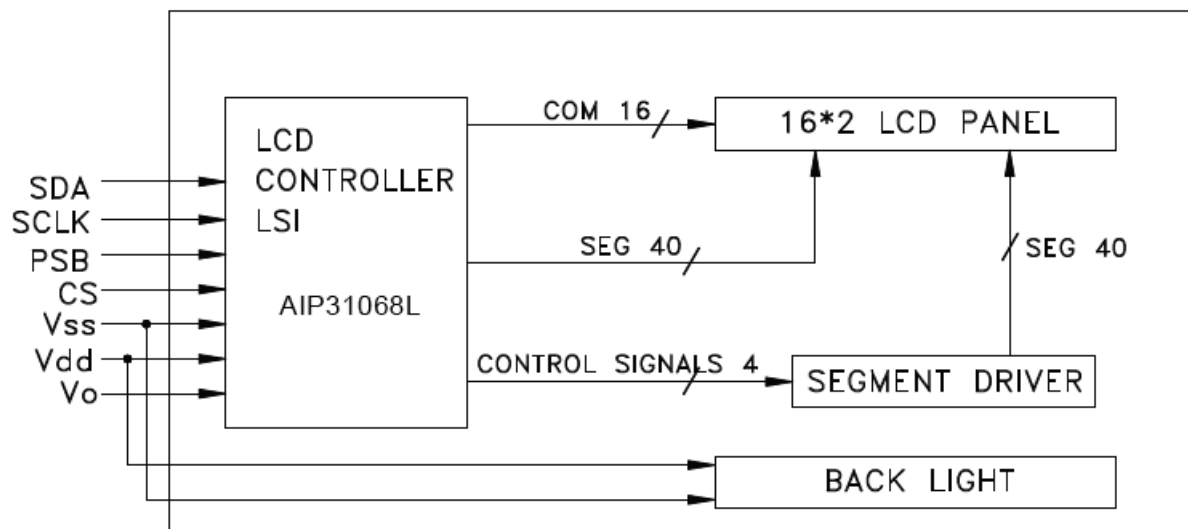 COM 16
16*2 LCD PANEL
LCD
CONTROLLER
LSI
AIP31068L
SDA
SCLK
PSB
CS
Vss
Vdd
Vo
SEG 40
SEG 40
CONTROL SIGNALS 4
SEGMENT DRIVER
BACK LIGHT